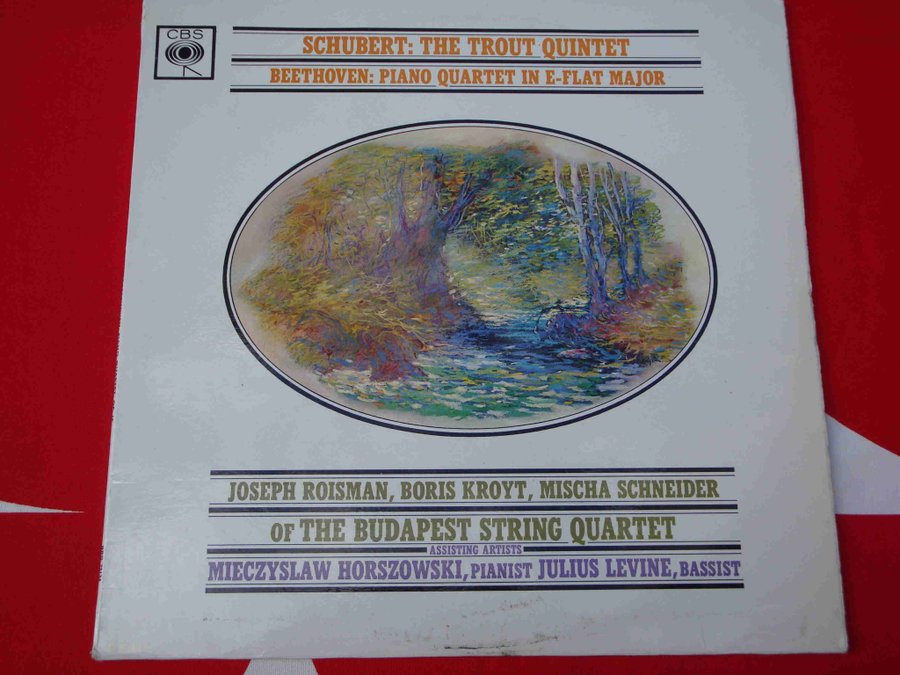 CBS
SCHUBERT: THE TROUT QUINTET
BEETHOVEN: PIANO QUARTET IN E-FLAT MAJOR
JOSEPH ROISMAN, BORIS KROYT, MISCHA SCHNEIDER
OF THE BUDAPEST STRING QUARTET
ASSISTING ARTISTS
MIECZYSLAW HORSZOWSKI, PIANIST JULIUS LEVINE, BASSIST